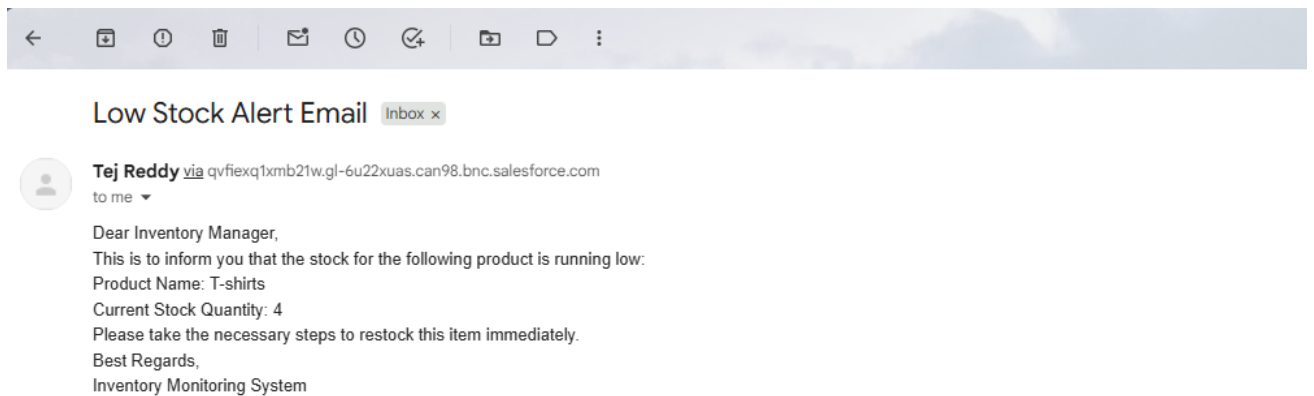 Low Stock Alert Email Inbox ×
Tej Reddy via qvfiexq1xmb21w.gl-6u22xuas.can98.bnc.salesforce.com
to me
Dear Inventory Manager,
This is to inform you that the stock for the following product is running low:
Product Name: T-shirts
Current Stock Quantity: 4
Please take the necessary steps to restock this item immediately.
Best Regards,
Inventory Monitoring System